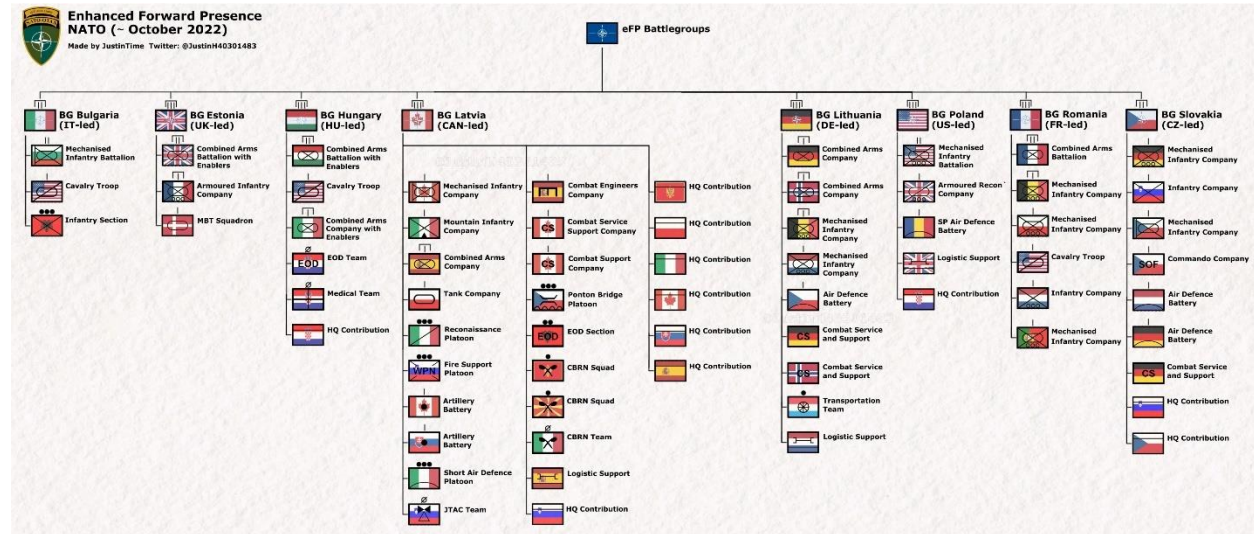 Enhanced Forward Presence
NATO (~ October 2022)
Made by JustinTime Twitter: @JustinH40301483
eFP Battlegroups
BG Bulgaria
(IT-led)
Mechanised
Infantry Battalion
Cavalry Troop
Infantry Section
BG Estonia
(UK-led)
Combined Arms
Battalion with
Enablers
Armoured Infantry
Company
MBT Squadron
BG Hungary
(HU-led)
Combined Arms
Battalion with
Enablers
Cavalry Troop
Combined Arms
Company with
Enablers
EOD
EOD Team
Medical Team
HQ Contribution
BG Latvia
(CAN-led)
Mechanised Infantry
Company
Mountain Infantry
Company
Combined Arms
Company
Tank Company
Reconaissance
Platoon
WPN
Fire Support
Platoon
Artillery
Battery
Artillery
Battery
Short Air Defence
Platoon
JTAC Team
Combat Engineers
Company
CS
Combat Service
Support Company
CS
Combat Support
Company
Ponton Bridge
Platoon
EOD
EOD Section
CBRN Squad
CBRN Squad
CBRN Team
Logistic Support
HQ Contribution
HQ Contribution
HQ Contribution
HQ Contribution
HQ Contribution
HQ Contribution
HQ Contribution
BG Lithuania
(DE-led)
Combined Arms
Company
Combined Arms
Company
Mechanised
Infantry
Company
Mechanised
Infantry
Company
Air Defence
Battery
CS
Combat Service
and Support
CS
Combat Service
and Support
Transportation
Team
Logistic Support
BG Poland
(US-led)
Mechanised
Infantry
Battalion
Armoured Recon
Company
SP Air Defence
Battery
Logistic Support
HQ Contribution
BG Romania
(FR-led)
Combined Arms
Battalion
Mechanised
Infantry Company
Mechanised
Infantry Company
Cavalry Troop
Infantry Company
Mechanised
Infantry Company
BG Slovakia
(CZ-led)
Mechanised
Infantry Company
Infantry Company
Mechanised
Infantry Company
SOF
Commando Company
Air Defence
Battery
Air Defence
Battery
CS
Combat Service
and Support
HQ Contribution
HQ Contribution